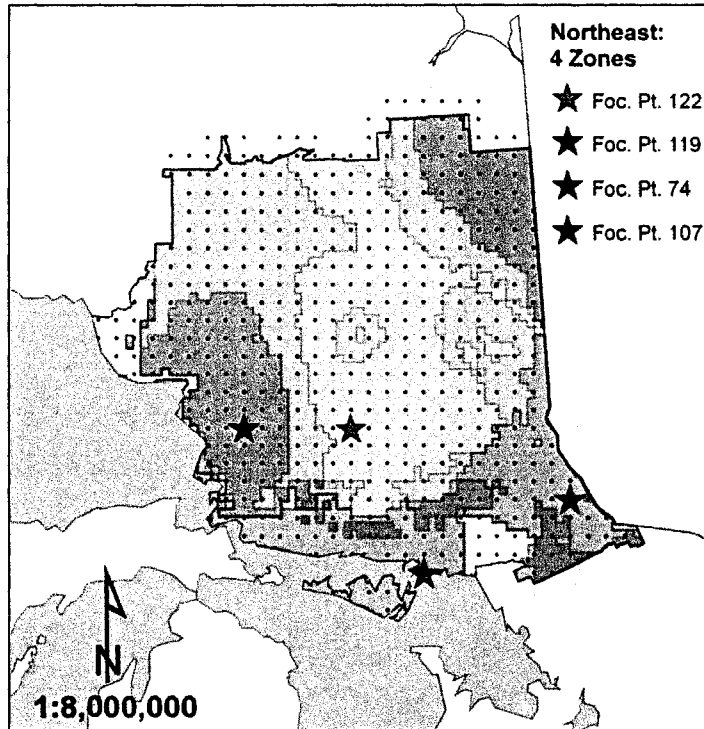 Northeast:
4 Zones
Foc. Pt. 122
Foc. Pt. 119
Foc. Pt. 74
Foc. Pt. 107
N
1:8,000,000